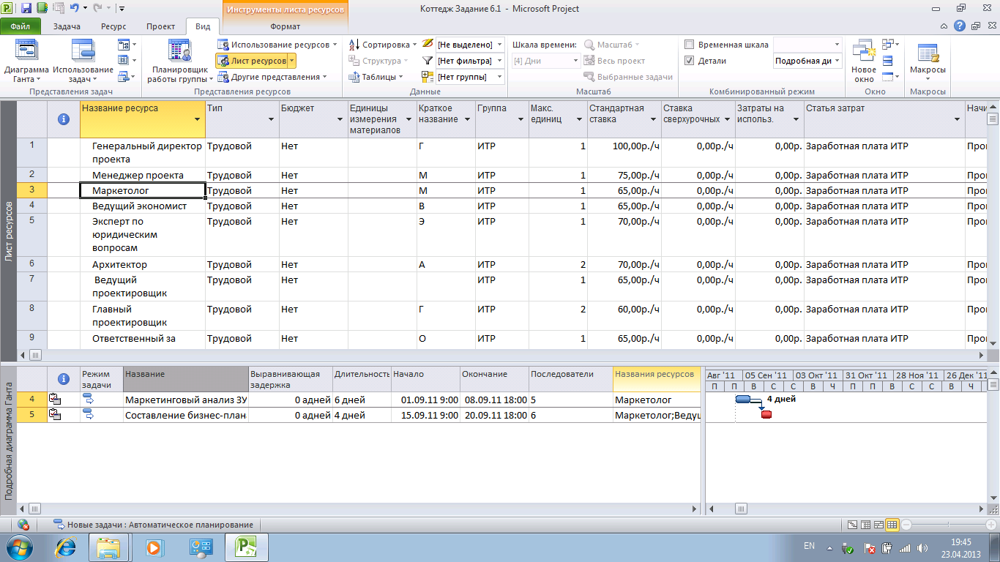 Инструменты листа ресурсов
Коттедж Задание 6.1 - Microsoft Project
Файл Задача Ресурс Проект Вид Формат
Диаграмма Ганта
Использование задач
Представления задач
Планировщик работы группы
Использование ресурсов
Лист ресурсов
Другие представления
Представления ресурсов
Сортировка [Не выделено]
Структура [Нет фильтра]
Таблицы [Нет группы]
Данные
Шкала времени:
[4] Дни
Масштаб
Весь проект
Выбранные задачи
Масштаб
Временная шкала
Детали Подробная ди
Комбинированный режим
Новое окно
Окно
Макросы
Макросы
Лист ресурсов
Название ресурса Тип Бюджет Единицы измерения материалов Краткое название Группа Макс. единиц Стандартная ставка Ставка сверхурочных Затраты на использ. Статья затрат Начи
1 Генеральный директор проекта Трудовой Нет Г ИТР 1 100,00р./ч 0,00р./ч 0,00р. Заработная плата ИТР Про
2 Менеджер проекта Трудовой Нет М ИТР 1 75,00р./ч 0,00р./ч 0,00р. Заработная плата ИТР Про
3 Маркетолог Трудовой Нет М ИТР 1 65,00р./ч 0,00р./ч 0,00р. Заработная плата ИТР Про
4 Ведущий экономист Трудовой Нет В ИТР 1 65,00р./ч 0,00р./ч 0,00р. Заработная плата ИТР Про
5 Эксперт по юридическим вопросам Трудовой Нет Э ИТР 1 70,00р./ч 0,00р./ч 0,00р. Заработная плата ИТР Про
6 Архитектор Трудовой Нет А ИТР 2 70,00р./ч 0,00р./ч 0,00р. Заработная плата ИТР Про
7 Ведущий проектировщик Трудовой Нет ИТР 1 65,00р./ч 0,00р./ч 0,00р. Заработная плата ИТР Про
8 Главный проектировщик Трудовой Нет Г ИТР 2 60,00р./ч 0,00р./ч 0,00р. Заработная плата ИТР Про
9 Ответственный за Трудовой Нет О ИТР 1 65,00р./ч 0,00р./ч 0,00р. Заработная плата ИТР Про
Подробная диаграмма Ганта
Режим задачи Название Выравнивающая задержка Длительность Начало Окончание Последователи Названия ресурсов
Авг '11 05 Сен '11 03 Окт '11 31 Окт '11 28 Ноя '11 26 Дек '11
П П В С В Ч П П В С С В Ч П
4 Маркетинговый анализ ЗУ 0 адней 6 дней 01.09.11 9:00 08.09.11 18:00 5 Маркетолог 4 дней
5 Составление бизнес-план 0 адней 4 дней 15.09.11 9:00 20.09.11 18:00 6 Маркетолог;Ведущ
Новые задачи : Автоматическое планирование
EN
19:45
23.04.2013